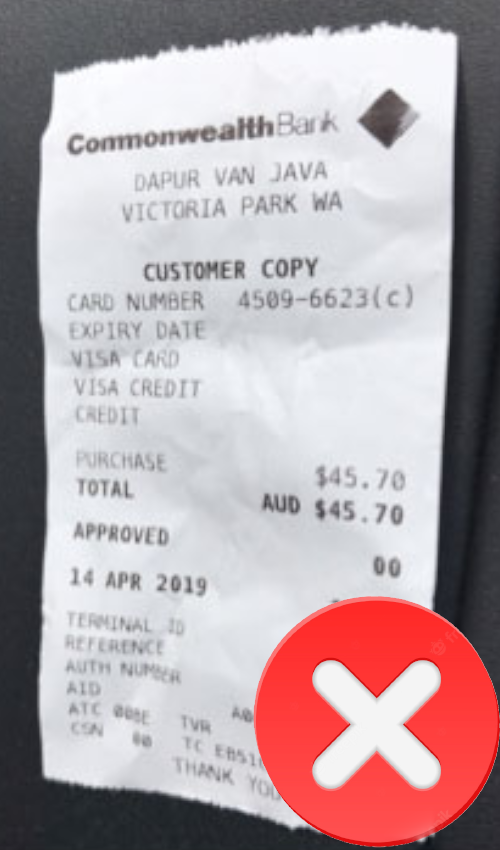 CommonwealthBank
DAPUR VAN JAVA
VICTORIA PARK WA
CUSTOMER COPY
CARD NUMBER 4509-6623(c)
EXPIRY DATE
VISA CARD
VISA CREDIT
CREDIT
PURCHASE $45.70
TOTAL AUD $45.70
APPROVED 00
14 APR 2019
TERMINAL ID
REFERENCE
AUTH NUMBER
AID A0
ATC 008E TVR
CSN 00 TC EB51
THANK YOU